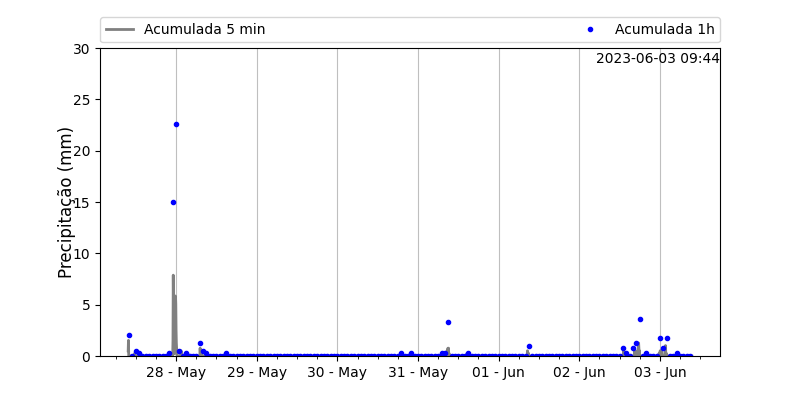 Acumulada 5 min
Acumulada 1h
2023-06-03 09:44
Precipitação (mm)
30
25
20
15
10
5
0
28 - May
29 - May
30 - May
31 - May
01 - Jun
02 - Jun
03 - Jun